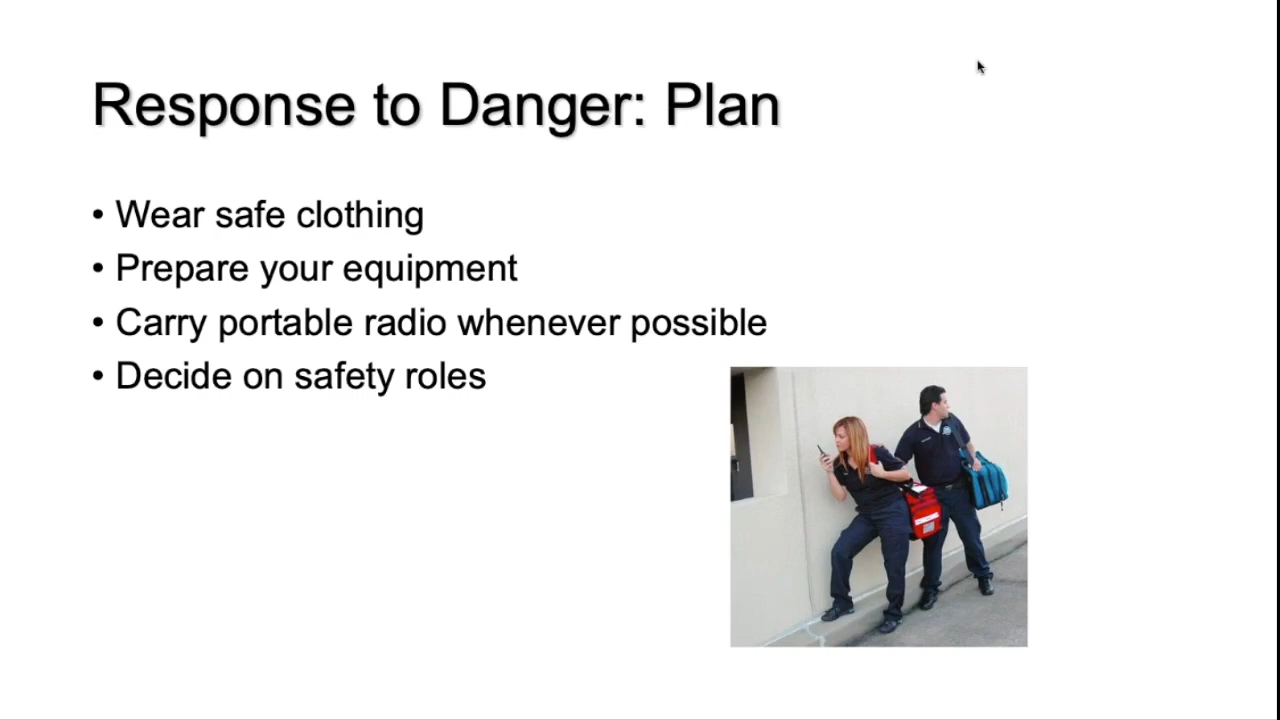 Response to Danger: Plan
• Wear safe clothing
• Prepare your equipment
• Carry portable radio whenever possible
• Decide on safety roles